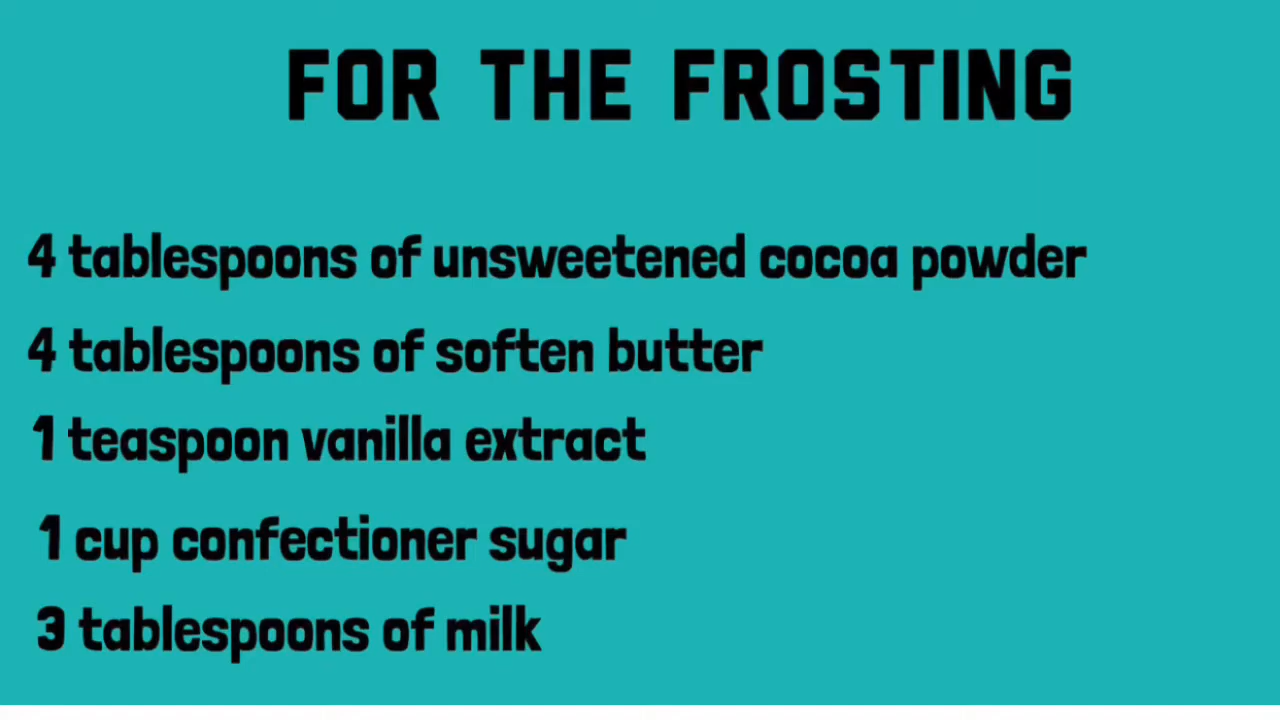 FOR THE FROSTING
4 tablespoons of unsweetened cocoa powder
4 tablespoons of soften butter
1 teaspoon vanilla extract
1 cup confectioner sugar
3 tablespoons of milk